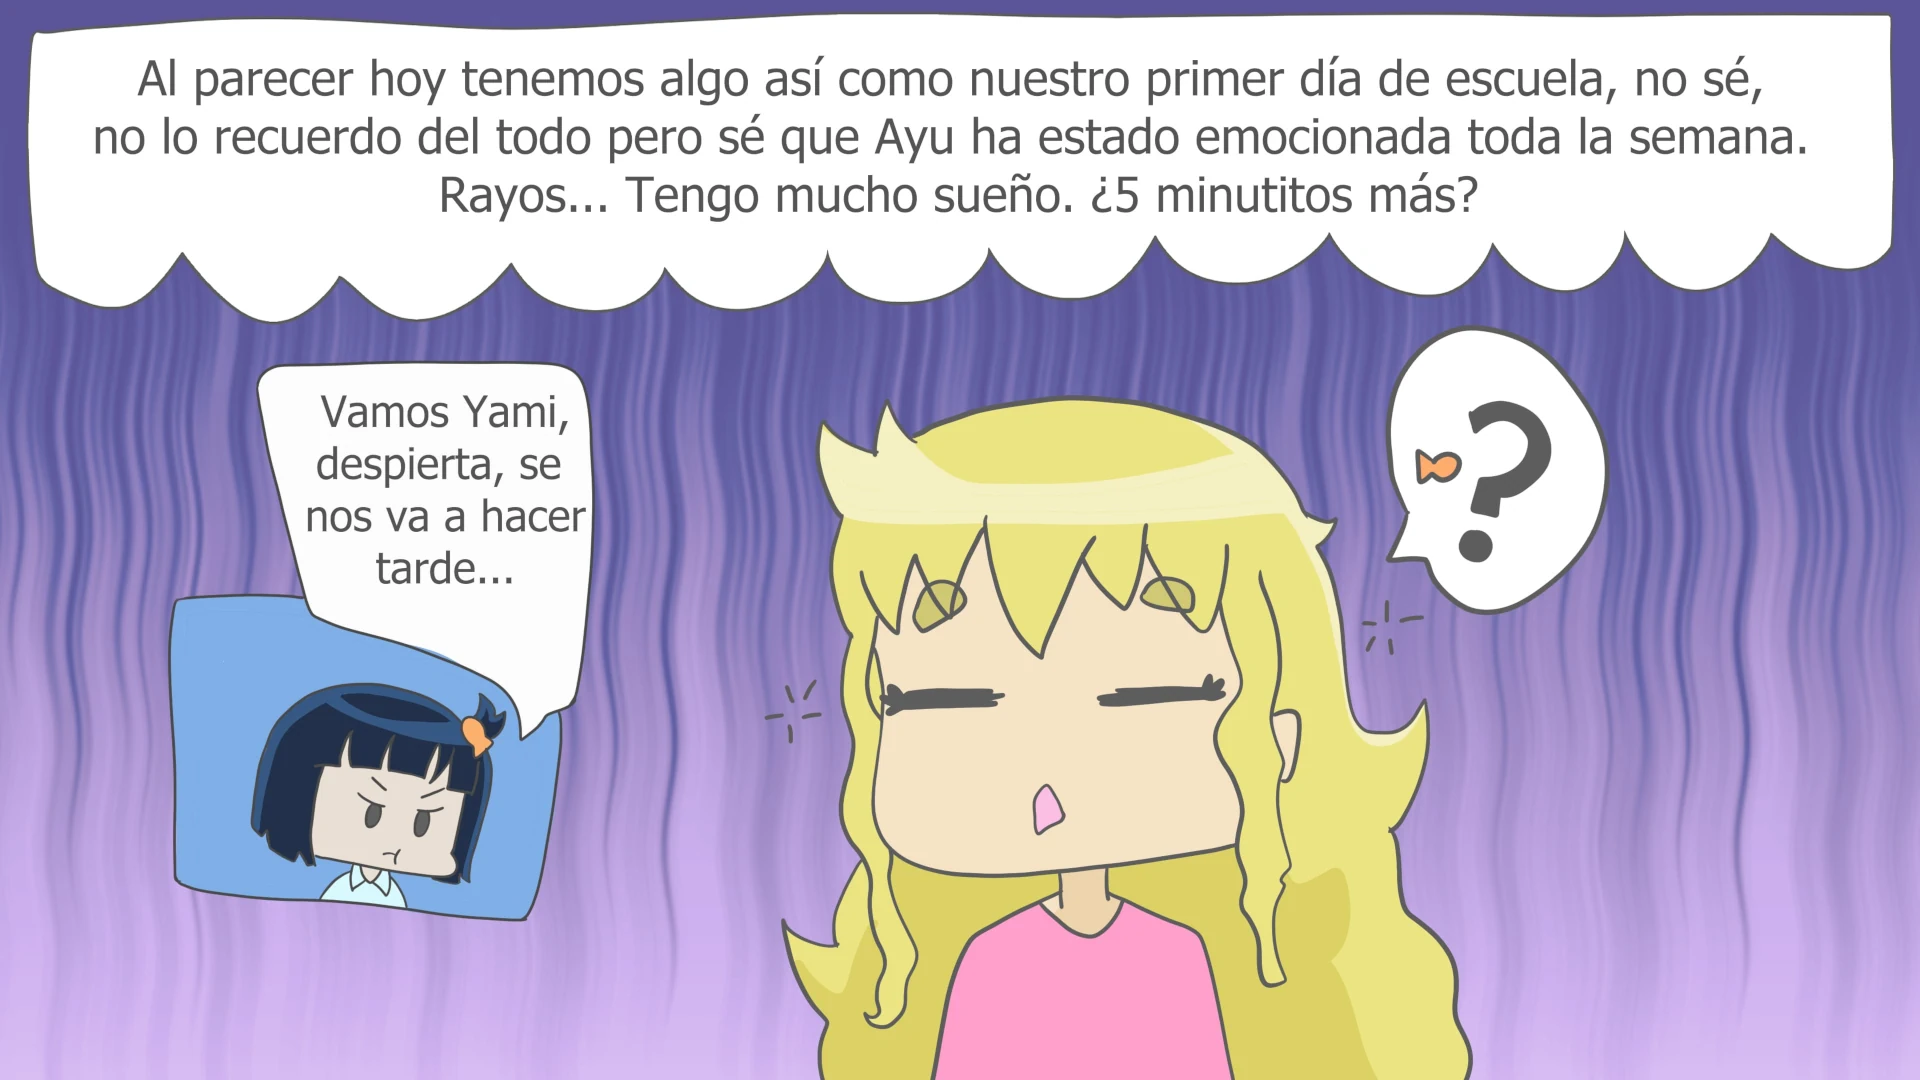 Al parecer hoy tenemos algo así como nuestro primer día de escuela, no sé,
no lo recuerdo del todo pero sé que Ayu ha estado emocionada toda la semana.
Rayos... Tengo mucho sueño. ¿5 minutitos más?
Vamos Yami,
despierta, se
nos va a hacer
tarde...
?